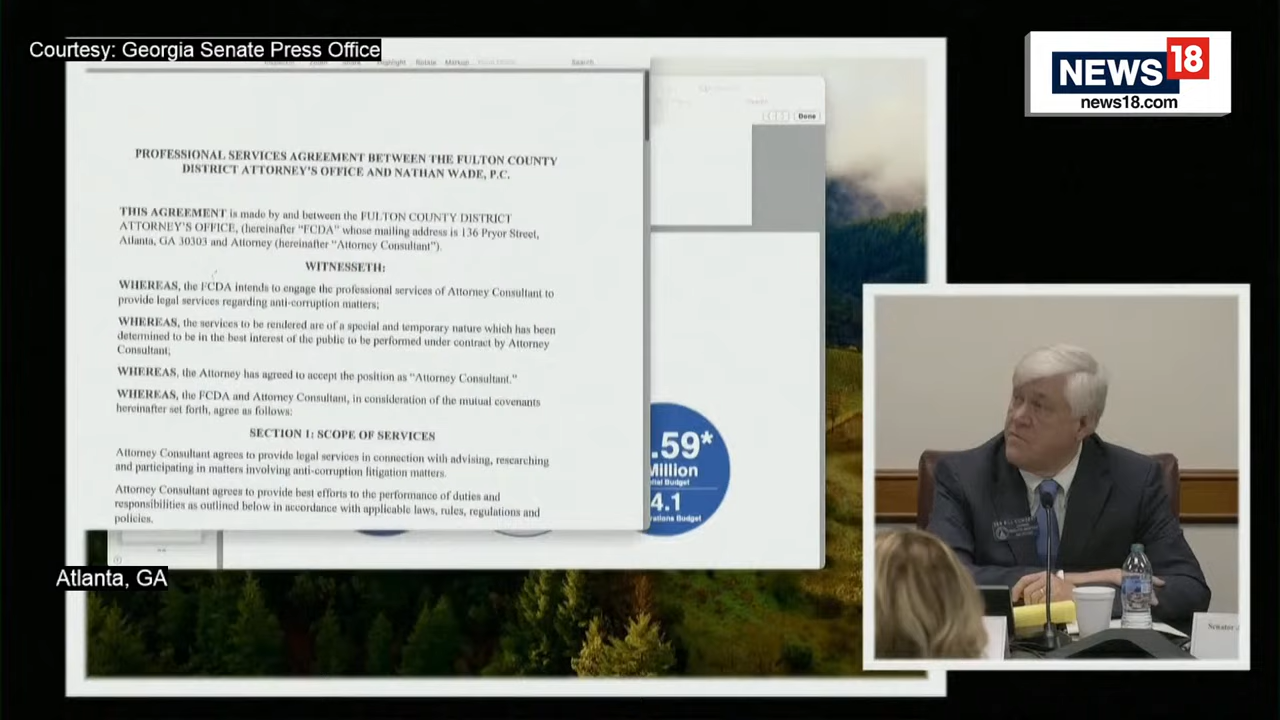 Courtesy: Georgia Senate Press Office
NEWS 18
news18.com
Highlight Rotate Markup
Search
Done
PROFESSIONAL SERVICES AGREEMENT BETWEEN THE FULTON COUNTY
DISTRICT ATTORNEY'S OFFICE AND NATHAN WADE, P.C.
THIS AGREEMENT is made by and between the FULTON COUNTY DISTRICT
ATTORNEY'S OFFICE, (hereinafter "FCDA" whose mailing address is 136 Pryor Street,
Atlanta, GA 30303 and Attorney (hereinafter "Attorney Consultant").
WITNESSETH:
WHEREAS, the FCDA intends to engage the professional services of Attorney Consultant to
provide legal services regarding anti-corruption matters;
WHEREAS, the services to be rendered are of a special and temporary nature which has been
determined to be in the best interest of the public to be performed under contract by Attorney
Consultant;
WHEREAS, the Attorney has agreed to accept the position as "Attorney Consultant."
WHEREAS, the FCDA and Attorney Consultant, in consideration of the mutual covenants
hereinafter set forth, agree as follows:
SECTION 1: SCOPE OF SERVICES
Attorney Consultant agrees to provide legal services in connection with advising, researching
and participating in matters involving anti-corruption litigation matters.
Attorney Consultant agrees to provide best efforts to the performance of duties and
responsibilities as outlined below in accordance with applicable laws, rules, regulations and
policies.
.59*
Million
Budget
4.1
Budget
Atlanta, GA
Senator